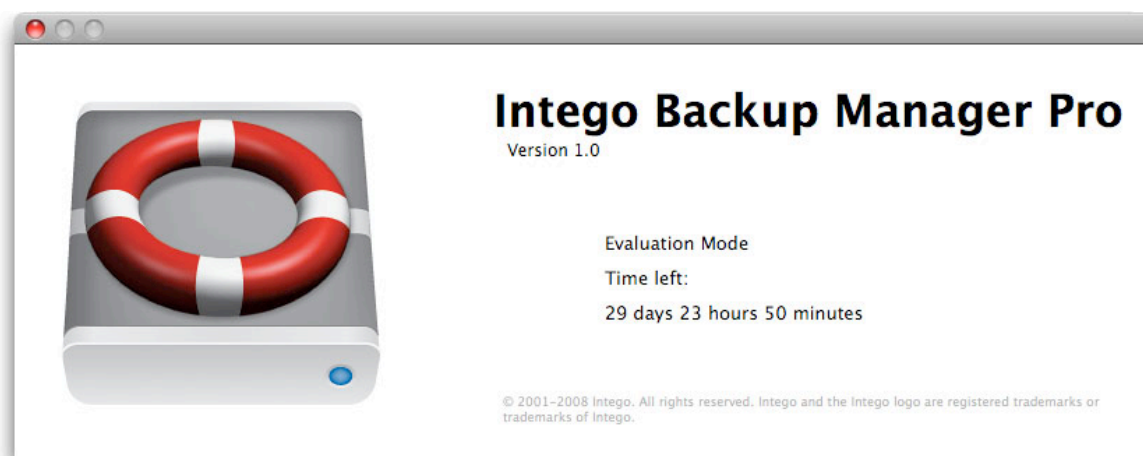 Intego Backup Manager Pro
Version 1.0
Evaluation Mode
Time left:
29 days 23 hours 50 minutes
© 2001–2008 Intego. All rights reserved. Intego and the Intego logo are registered trademarks or
trademarks of Intego.